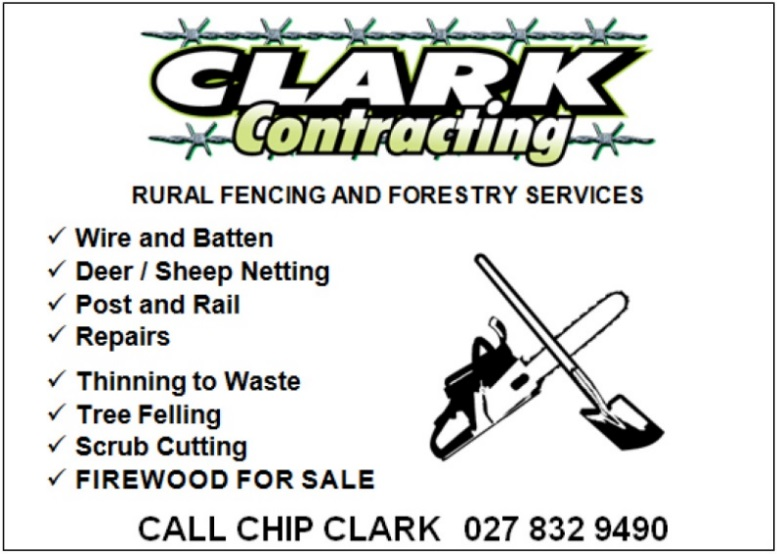 CLARK
Contracting
RURAL FENCING AND FORESTRY SERVICES
✓ Wire and Batten
✓ Deer / Sheep Netting
✓ Post and Rail
✓ Repairs
✓ Thinning to Waste
✓ Tree Felling
✓ Scrub Cutting
✓ FIREWOOD FOR SALE
CALL CHIP CLARK 027 832 9490